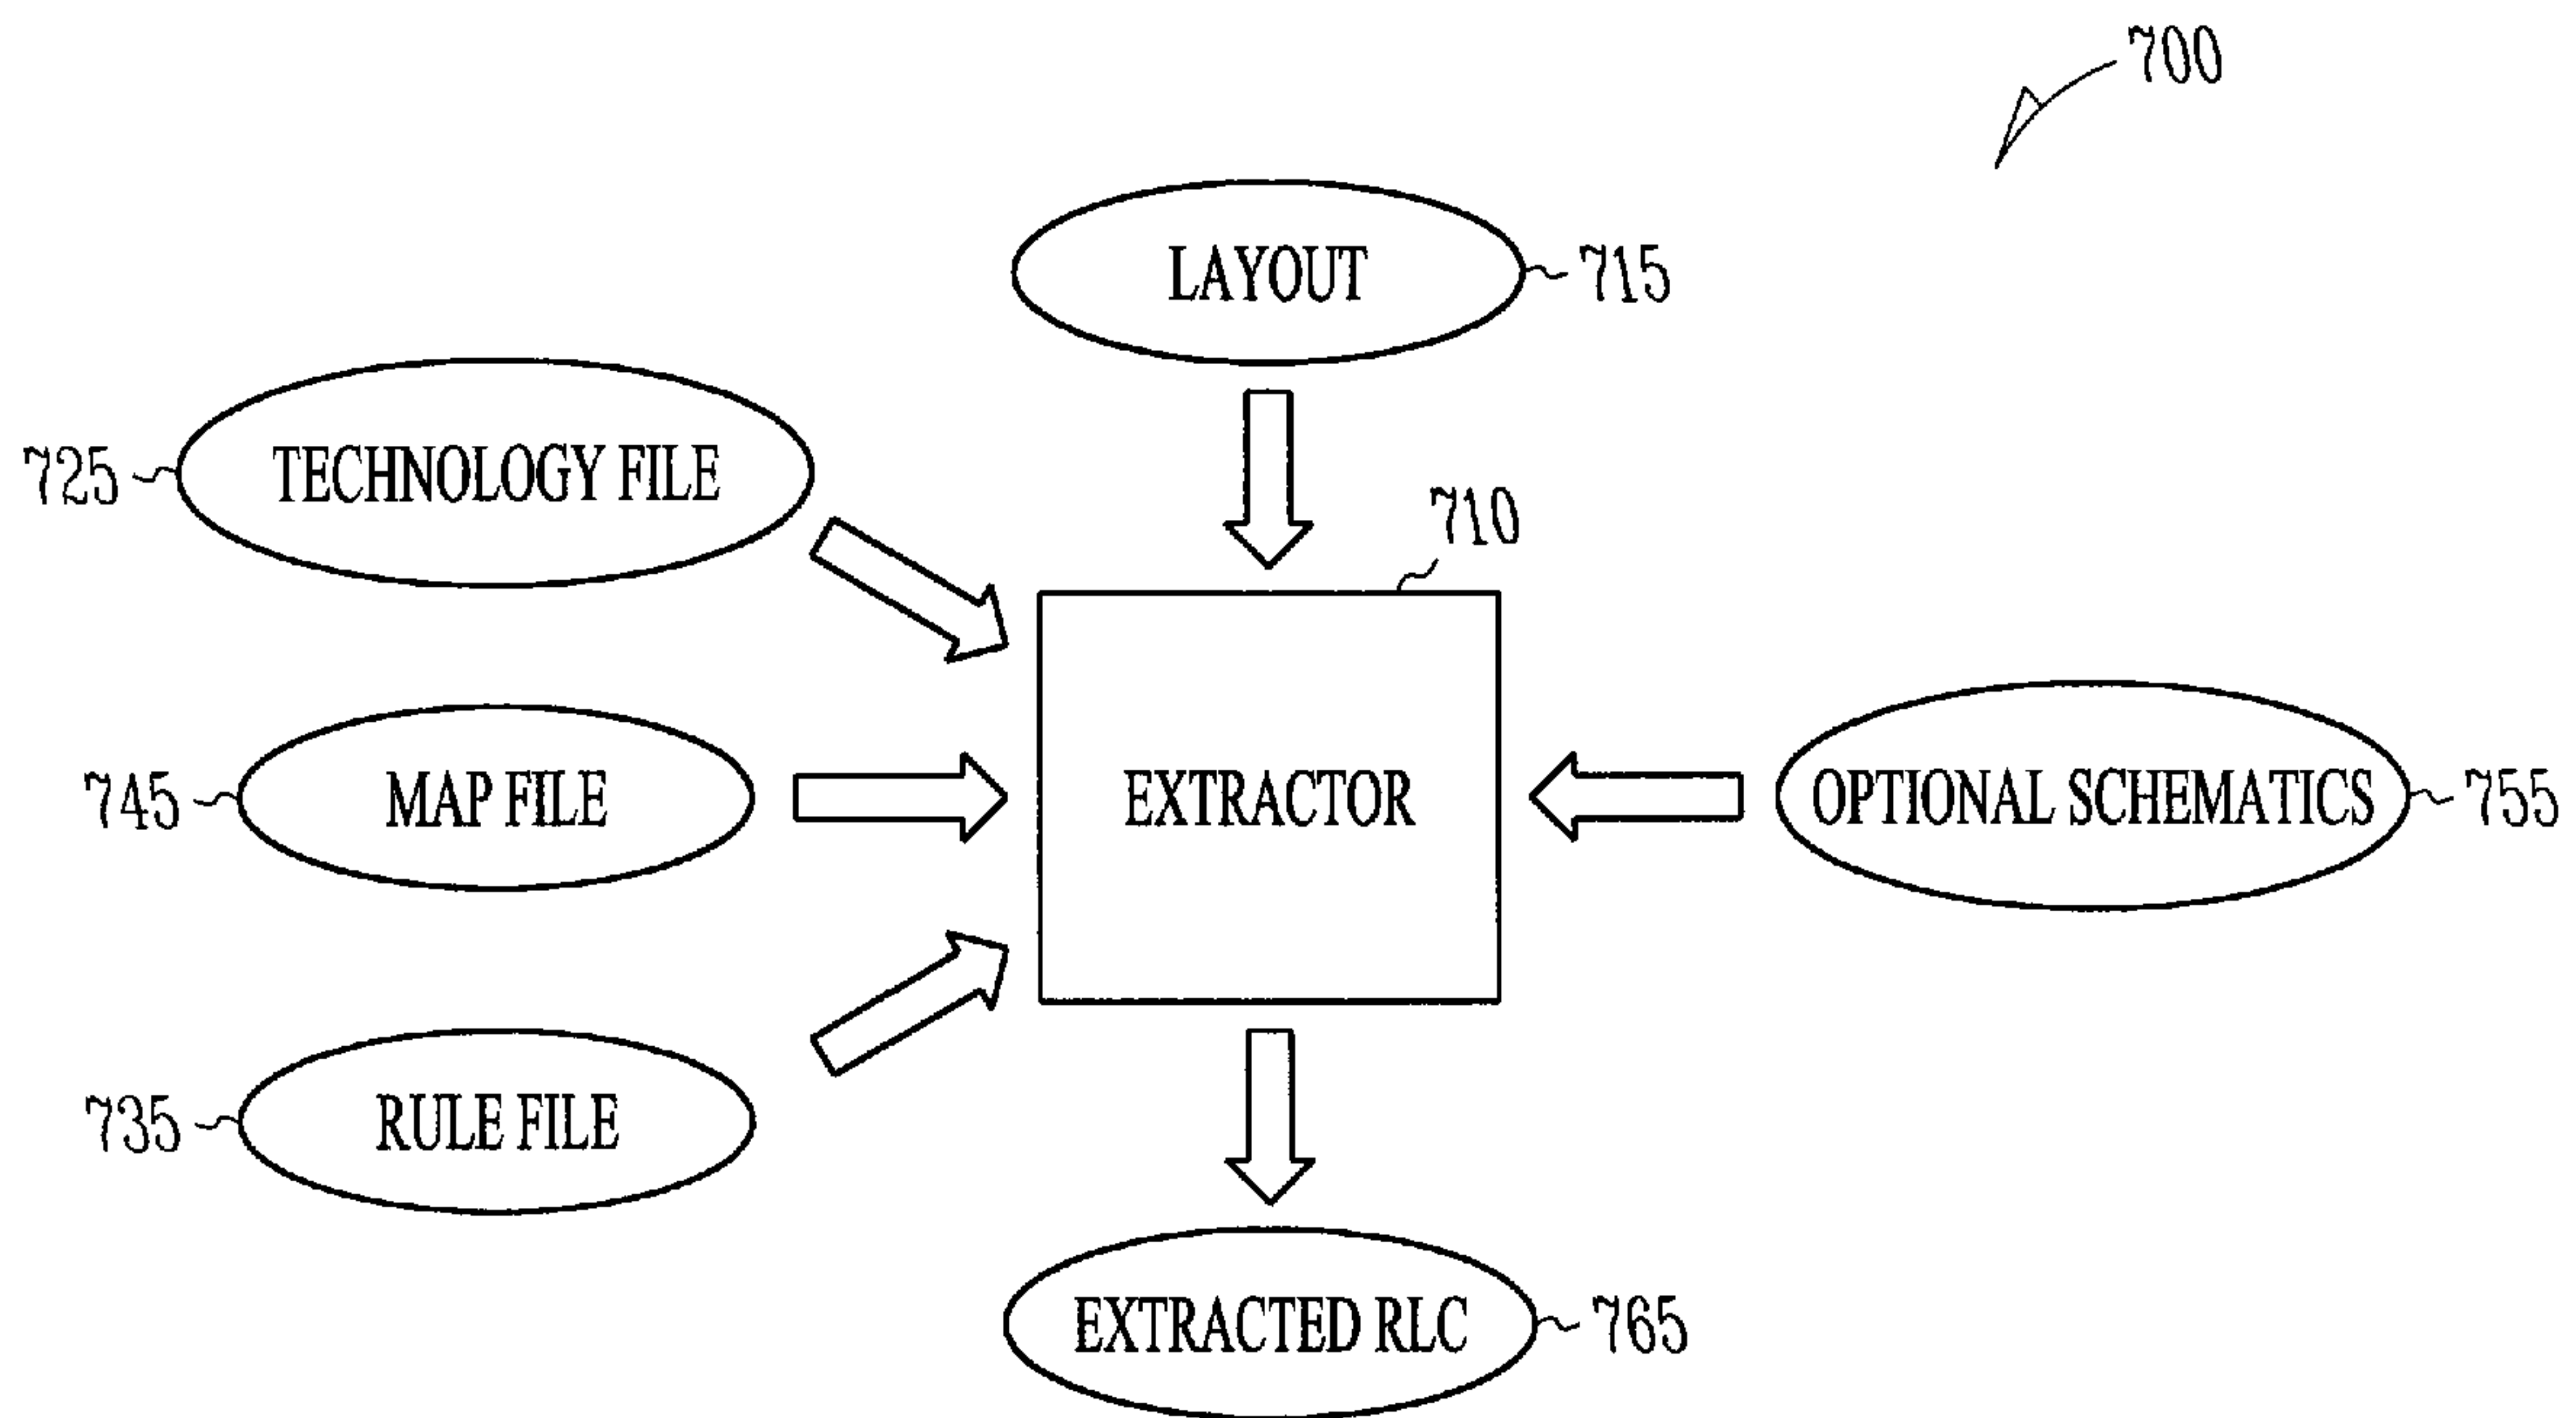 700
LAYOUT
715
725
TECHNOLOGY FILE
710
745
MAP FILE
EXTRACTOR
OPTIONAL SCHEMATICS
755
735
RULE FILE
EXTRACTED RLC
765